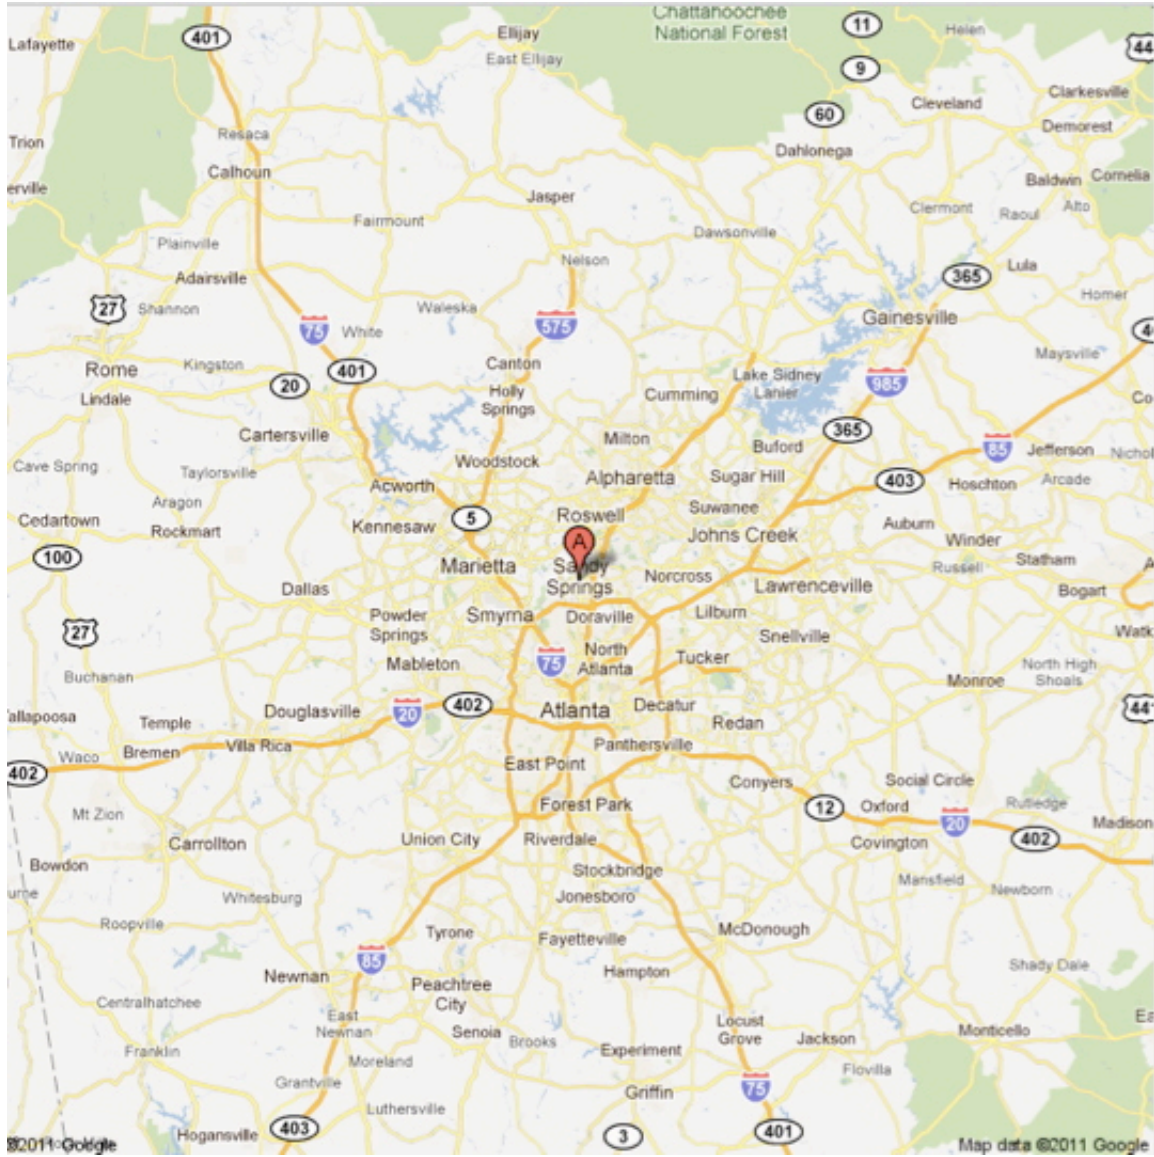 Chattahoochee
National Forest
401
Ellijay
11
Helen
Lafayette
East Ellijay
9
Clarkesville
60
Cleveland
Trion
Resaca
Demorest
Dahlonega
Calhoun
Baldwin
Cornelia
Jasper
Fairmount
Clermont
Raoul
Alto
Plainville
Dawsonville
Nelson
Adairsville
365
Lula
27
Shannon
Waleska
Homer
75
White
575
Gainesville
Rome
Kingston
401
Canton
Maysville
20
Lake Sidney
Lanier
985
Lindale
Holly
Springs
Cumming
Cartersville
Milton
365
Buford
85
Jefferson
Cave Spring
Taylorsville
Woodstock
Alpharetta
Sugar Hill
403
Hoschton
Arcade
Acworth
Aragon
Suwanee
Cedartown
Rockmart
Kennesaw
5
Roswell
Johns Creek
Auburn
Winder
100
A
Marietta
Sandy
Springs
Norcross
Lawrenceville
Russell
Statham
Dallas
Bogart
Powder
Springs
Smyrna
Doraville
Lilburn
27
Snellville
Mableton
75
North
Atlanta
Tucker
North High
Shoals
Buchanan
Monroe
Temple
Douglasville
20
402
Atlanta
Decatur
Redan
441
Waco
Bremen
Villa Rica
Panthersville
402
East Point
Conyers
Social Circle
Mt Zion
Forest Park
12
Oxford
20
Rutledge
Madison
Carrollton
Union City
Riverdale
Covington
402
Bowdon
Stockbridge
Mansfield
Newborn
Whitesburg
Jonesboro
Roopville
Tyrone
Fayetteville
McDonough
85
Newnan
Hampton
Shady Dale
Peachtree
City
Centralhatchee
East
Newnan
Senoia
Brooks
Locust
Grove
Jackson
Monticello
Franklin
Moreland
Experiment
Flovilla
Grantville
Griffin
75
Luthersville
403
Hogansville
3
401
©2011 Google
Map data ©2011 Google